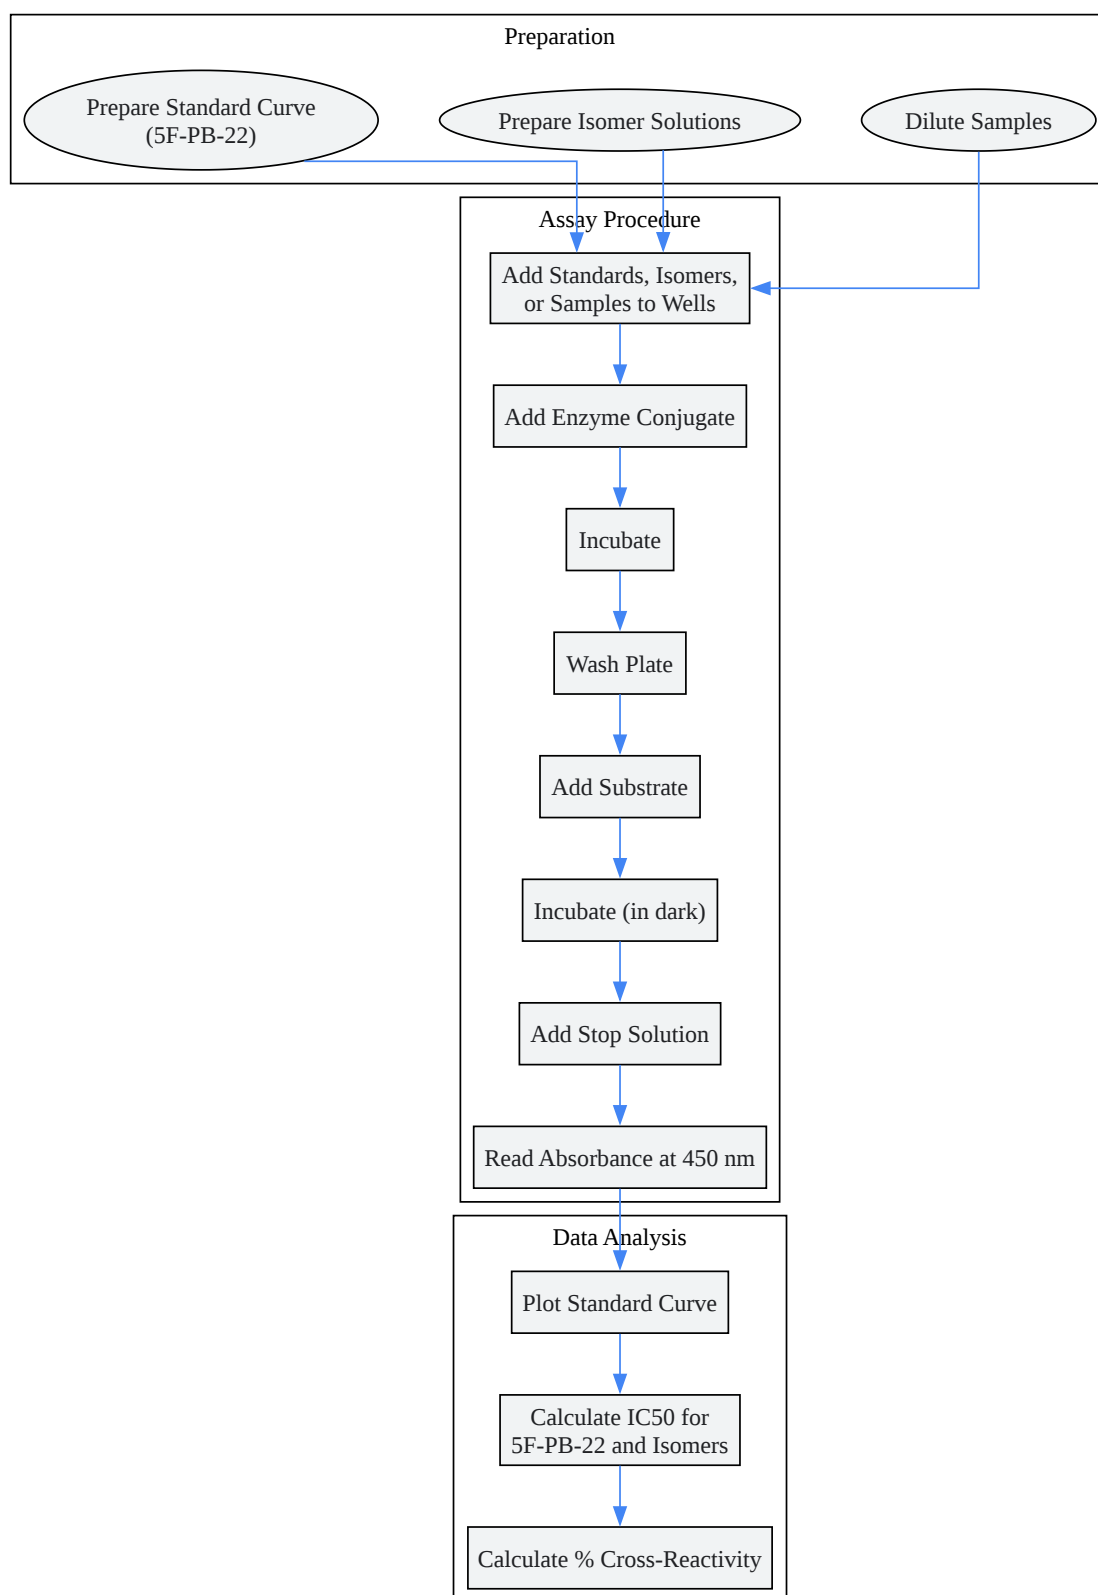 Preparation
Prepare Standard Curve
(5F-PB-22)
Prepare Isomer Solutions
Dilute Samples
Assay Procedure
Add Standards, Isomers,
or Samples to Wells
Add Enzyme Conjugate
Incubate
Wash Plate
Add Substrate
Incubate (in dark)
Add Stop Solution
Read Absorbance at 450 nm
Data Analysis
Plot Standard Curve
Calculate IC50 for
5F-PB-22 and Isomers
Calculate % Cross-Reactivity